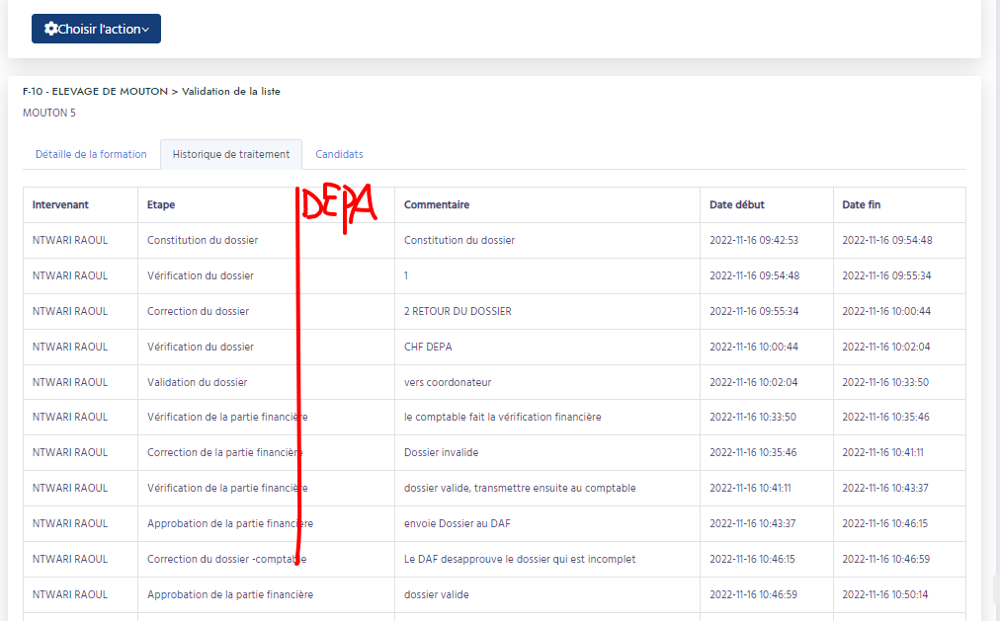 Choisir l'action
F-10 - ELEVAGE DE MOUTON > Validation de la liste
MOUTON 5
Détaille de la formation Historique de traitement Candidats
DEPA
Intervenant Etape Commentaire Date début Date fin
NTWARI RAOUL Constitution du dossier Constitution du dossier 2022-11-16 09:42:53 2022-11-16 09:54:48
NTWARI RAOUL Vérification du dossier 1 2022-11-16 09:54:48 2022-11-16 09:55:34
NTWARI RAOUL Correction du dossier 2 RETOUR DU DOSSIER 2022-11-16 09:55:34 2022-11-16 10:00:44
NTWARI RAOUL Vérification du dossier CHF DEPA 2022-11-16 10:00:44 2022-11-16 10:02:04
NTWARI RAOUL Validation du dossier vers coordonateur 2022-11-16 10:02:04 2022-11-16 10:33:50
NTWARI RAOUL Vérification de la partie financière le comptable fait la vérification financière 2022-11-16 10:33:50 2022-11-16 10:35:46
NTWARI RAOUL Correction de la partie financière Dossier invalide 2022-11-16 10:35:46 2022-11-16 10:41:11
NTWARI RAOUL Vérification de la partie financière dossier valide, transmettre ensuite au comptable 2022-11-16 10:41:11 2022-11-16 10:43:37
NTWARI RAOUL Approbation de la partie financière envoie Dossier au DAF 2022-11-16 10:43:37 2022-11-16 10:46:15
NTWARI RAOUL Correction du dossier -comptable Le DAF desapprouve le dossier qui est incomplet 2022-11-16 10:46:15 2022-11-16 10:46:59
NTWARI RAOUL Approbation de la partie financière dossier valide 2022-11-16 10:46:59 2022-11-16 10:50:14